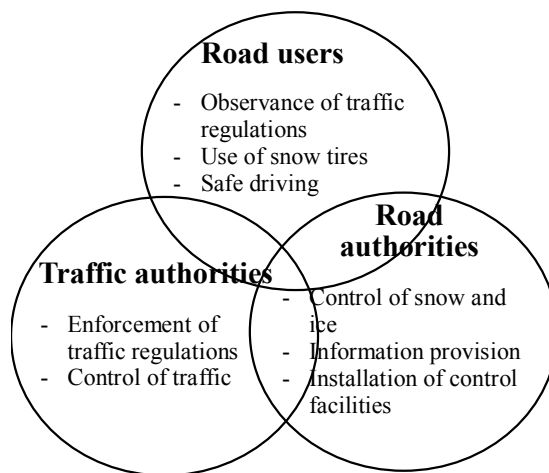 Road users
- Observance of traffic
regulations
- Use of snow tires
- Safe driving
Traffic authorities
- Enforcement of
traffic regulations
- Control of traffic
Road
authorities
- Control of snow and
ice
- Information provision
- Installation of control
facilities